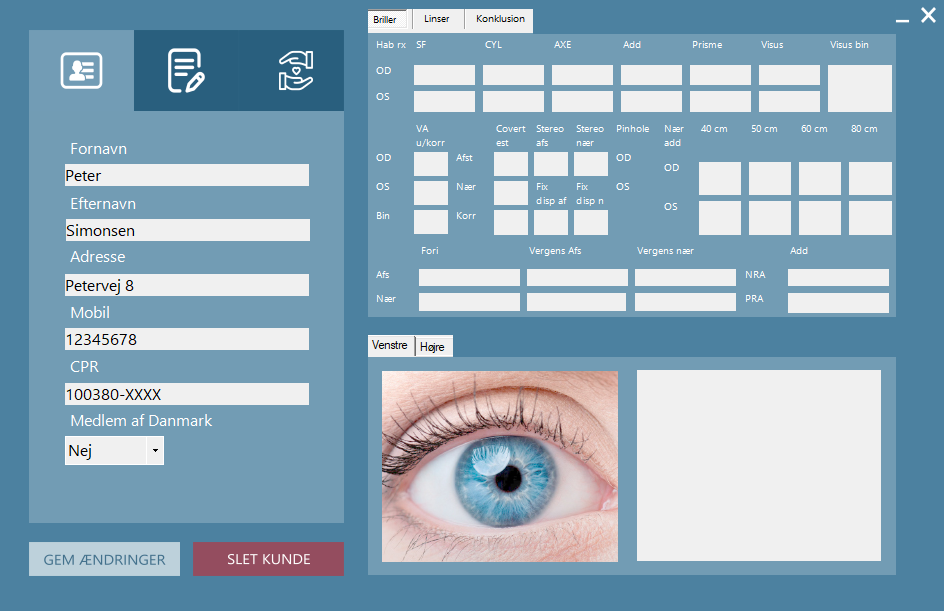 Fornavn
Peter
Efternavn
Simonsen
Adresse
Petervej 8
Mobil
12345678
CPR
100380-XXXX
Medlem af Danmark
Nej
GEM ÆNDRINGER
SLET KUNDE
Briller Linser Konklusion
Hab rx SF CYL AXE Add Prisme Visus Visus bin
OD
OS
VA Covert Stereo Stereo Pinhole Nær 40 cm 50 cm 60 cm 80 cm
u/korr est afs nær add
OD Afst OD OD
OS Nær Fix Fix OS
disp af disp n OS
Bin Korr
Fori Vergens Afs Vergens nær Add
Afs NRA
Nær PRA
Venstre Højre